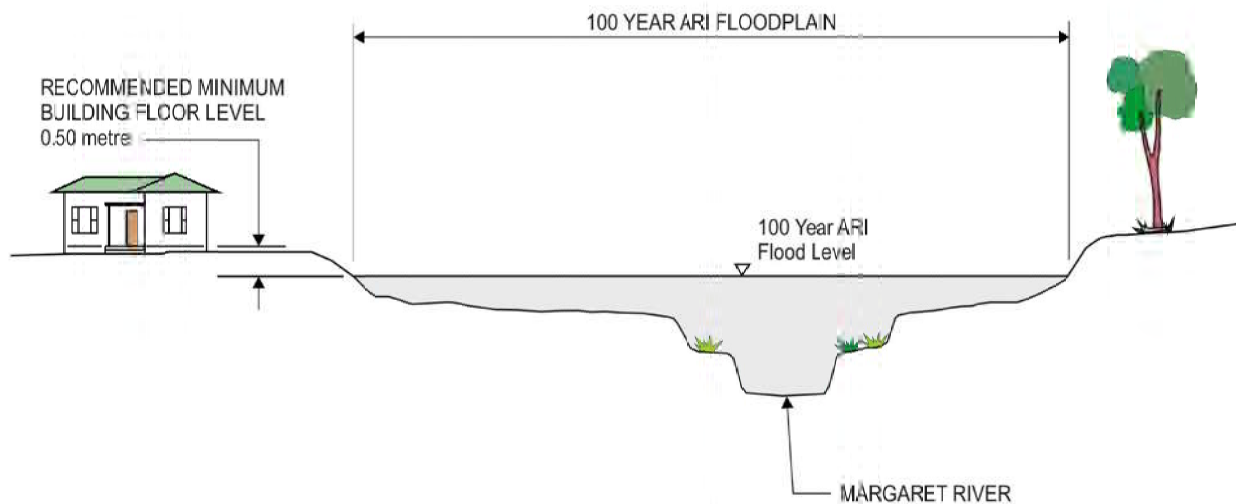 100 YEAR ARI FLOODPLAIN
RECOMMENDED MINIMUM
BUILDING FLOOR LEVEL
0.50 metre
100 Year ARI
Flood Level
MARGARET RIVER